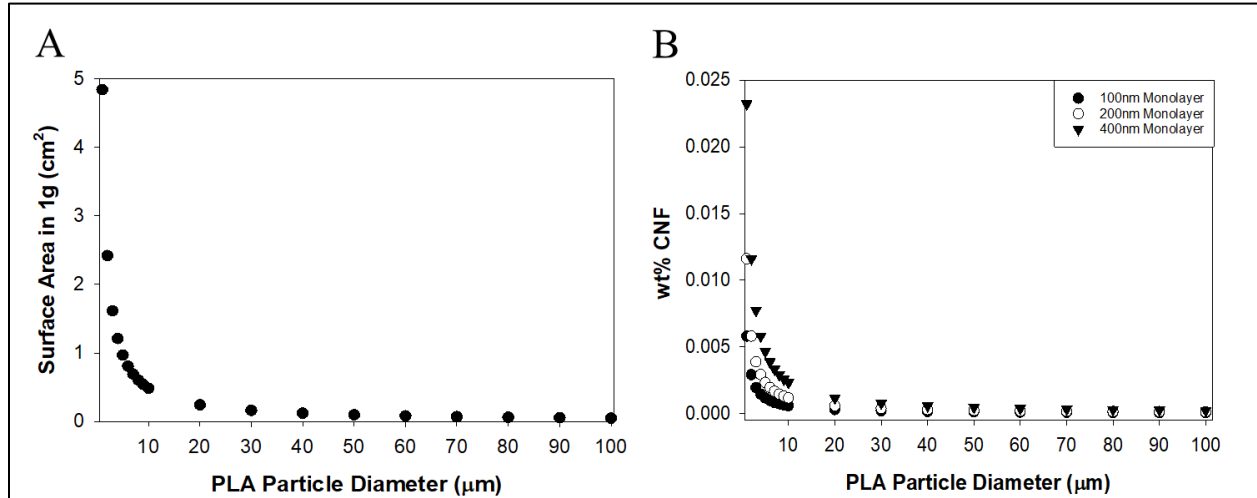 A
Surface Area in 1g (cm²)
5
4
3
2
1
0
10 20 30 40 50 60 70 80 90 100
PLA Particle Diameter (μm)
B
wt% CNF
0.025
0.020
0.015
0.010
0.005
0.000
100nm Monolayer
200nm Monolayer
400nm Monolayer
10 20 30 40 50 60 70 80 90 100
PLA Particle Diameter (μm)